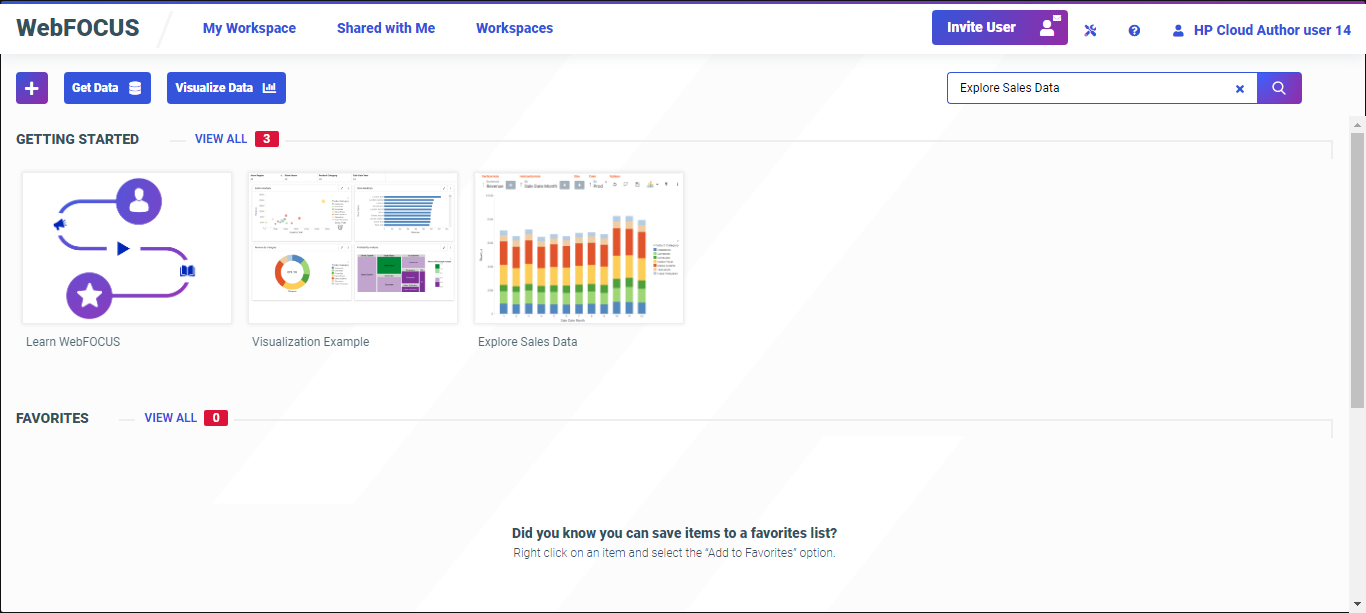 WebFOCUS
My Workspace
Shared with Me
Workspaces
Invite User
HP Cloud Author user 14
+
Get Data
Visualize Data
Explore Sales Data
GETTING STARTED
VIEW ALL 3
Learn WebFOCUS
Visualization Example
Explore Sales Data
FAVORITES
VIEW ALL 0
Did you know you can save items to a favorites list?
Right click on an item and select the “Add to Favorites” option.